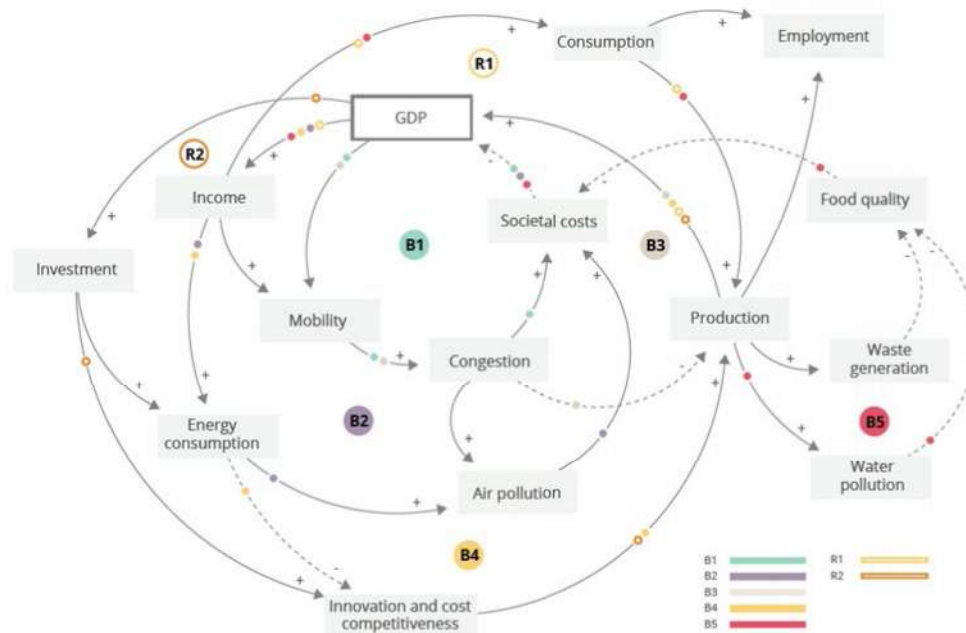 Consumption
Employment
+
+
R1
GDP
+
+
+
-
R2
Income
-
Food quality
+
Societal costs
B1
B3
Investment
+
-
-
+
+
Mobility
Production
+
+
Congestion
+
Waste
generation
-
+
+
+
Energy
consumption
B2
B5
+
+
Water
pollution
Air pollution
+
B4
B1
R1
B2
R2
B3
B4
B5
-
+
Innovation and cost
competitiveness